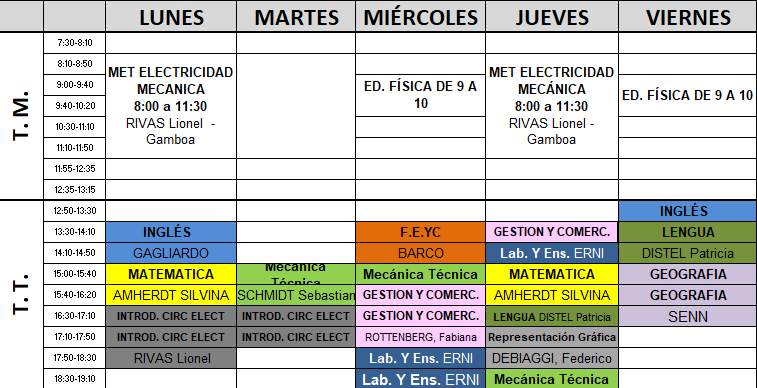 LUNES MARTES MIÉRCOLES JUEVES VIERNES
T. M.
7:30-8:10
8:10-8:50
9:00-9:40
9:40-10:20
10:30-11:10
11:10-11:50
11:55-12:35
12:35-13:15
MET ELECTRICIDAD
MECANICA
8:00 a 11:30
RIVAS Lionel -
Gamboa
ED. FÍSICA DE 9 A
10
MET ELECTRICIDAD
MECÁNICA
8:00 a 11:30
RIVAS Lionel -
Gamboa
ED. FÍSICA DE 9 A 10
T. T.
12:50-13:30 INGLÉS
13:30-14:10 INGLÉS F.E.YC GESTION Y COMERC. LENGUA
14:10-14:50 GAGLIARDO BARCO Lab. Y Ens. ERNI DISTEL Patricia
15:00-15:40 MATEMATICA Mecánica Técnica Mecánica Técnica MATEMATICA GEOGRAFIA
15:40-16:20 AMHERDT SILVINA SCHMIDT Sebastian GESTION Y COMERC. AMHERDT SILVINA GEOGRAFIA
16:30-17:10 INTROD. CIRC ELECT INTROD. CIRC ELECT GESTION Y COMERC. LENGUA DISTEL Patricia SENN
17:10-17:50 INTROD. CIRC ELECT INTROD. CIRC ELECT ROTTENBERG, Fabiana Representación Gráfica
17:50-18:30 RIVAS Lionel Lab. Y Ens. ERNI DEBIAGGI, Federico
18:30-19:10 Lab. Y Ens. ERNI Mecánica Técnica